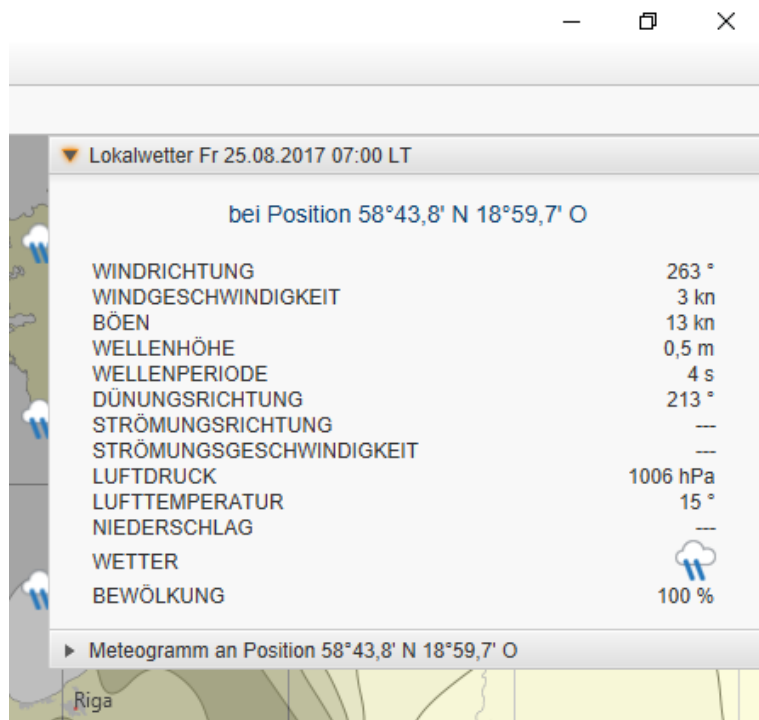 Lokalwetter Fr 25.08.2017 07:00 LT
bei Position 58°43,8' N 18°59,7' O
WINDRICHTUNG 263 °
WINDGESCHWINDIGKEIT 3 kn
BÖEN 13 kn
WELLENHÖHE 0,5 m
WELLENPERIODE 4 s
DÜNUNGSRICHTUNG 213 °
STRÖMUNGSRICHTUNG ---
STRÖMUNGSGESCHWINDIGKEIT ---
LUFTDRUCK 1006 hPa
LUFTTEMPERATUR 15 °
NIEDERSCHLAG ---
WETTER
BEWÖLKUNG 100 %
Meteogramm an Position 58°43,8' N 18°59,7' O
Riga